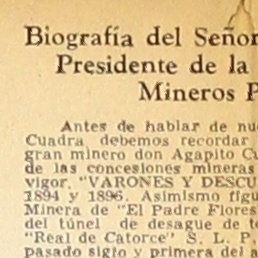 Biografía del Señor
Presidente de la
Mineros P
Antes de hablar de nu
Cuadra debemos recordar
gran minero don Agapito Cu
de las concesiones mineras
vigor. "VARONES Y DESCU
1894 y 1896. Asimismo figu
Minera de "El Padre Flores
del túnel de desague de t
"Real de Catorce" S. L. P.
pasado siglo y primera del a